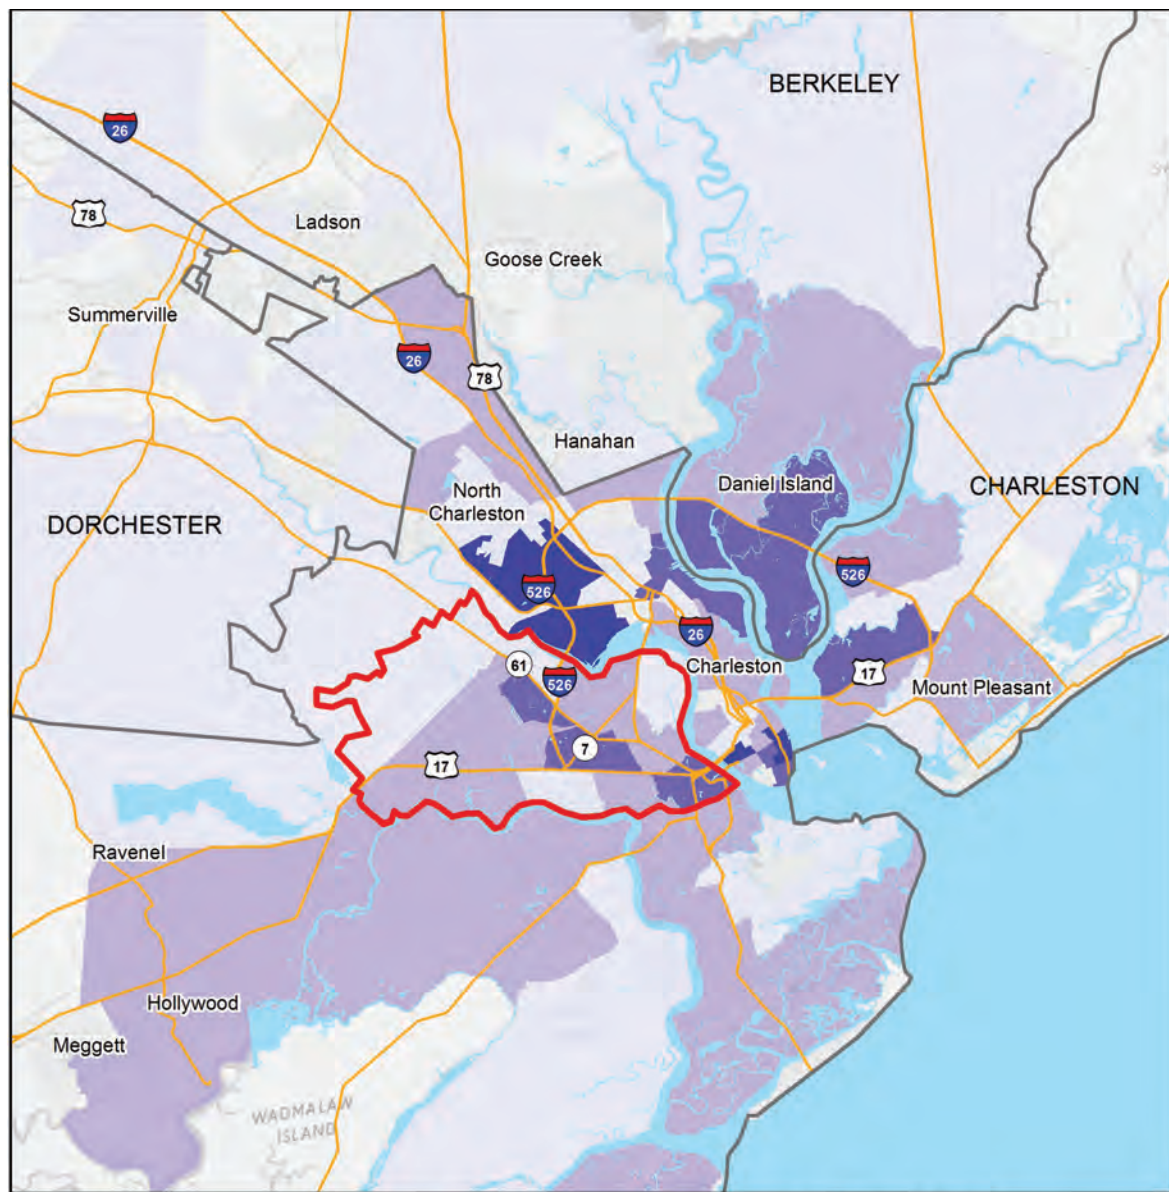 BERKELEY
26
78
Ladson
Goose Creek
Summerville
26
78
Hanahan
Daniel Island
North
Charleston
CHARLESTON
DORCHESTER
526
526
26
61
526
Charleston
17
Mount Pleasant
7
17
Ravenel
Hollywood
Meggett
WADMALAW
ISLAND